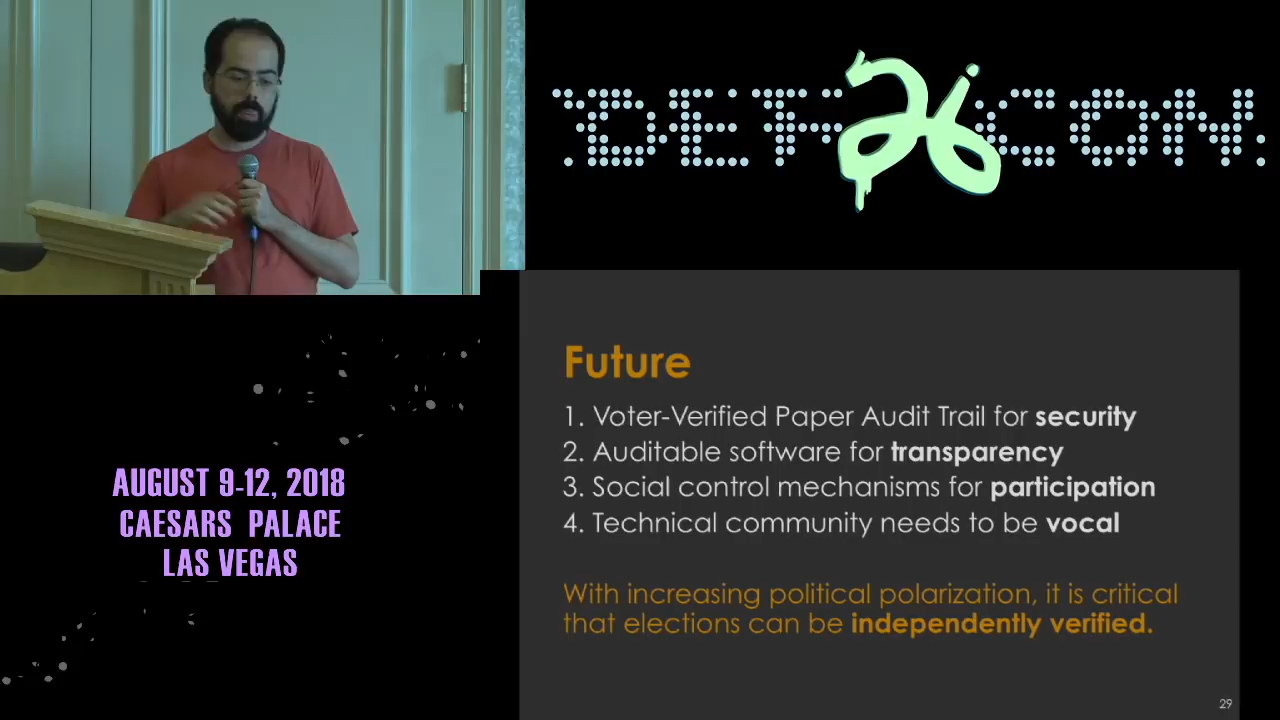 DEF 26 CON
Future
1. Voter-Verified Paper Audit Trail for security
2. Auditable software for transparency
3. Social control mechanisms for participation
4. Technical community needs to be vocal
With increasing political polarization, it is critical
that elections can be independently verified.
29
AUGUST 9-12, 2018
CAESARS PALACE
LAS VEGAS